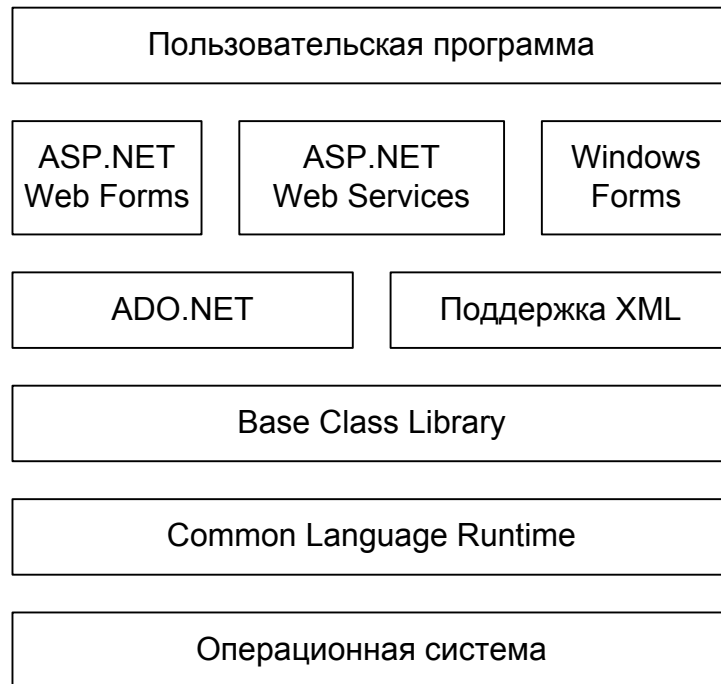 Пользовательская программа
ASP.NET
Web Forms
ASP.NET
Web Services
Windows
Forms
ADO.NET
Поддержка XML
Base Class Library
Common Language Runtime
Операционная система